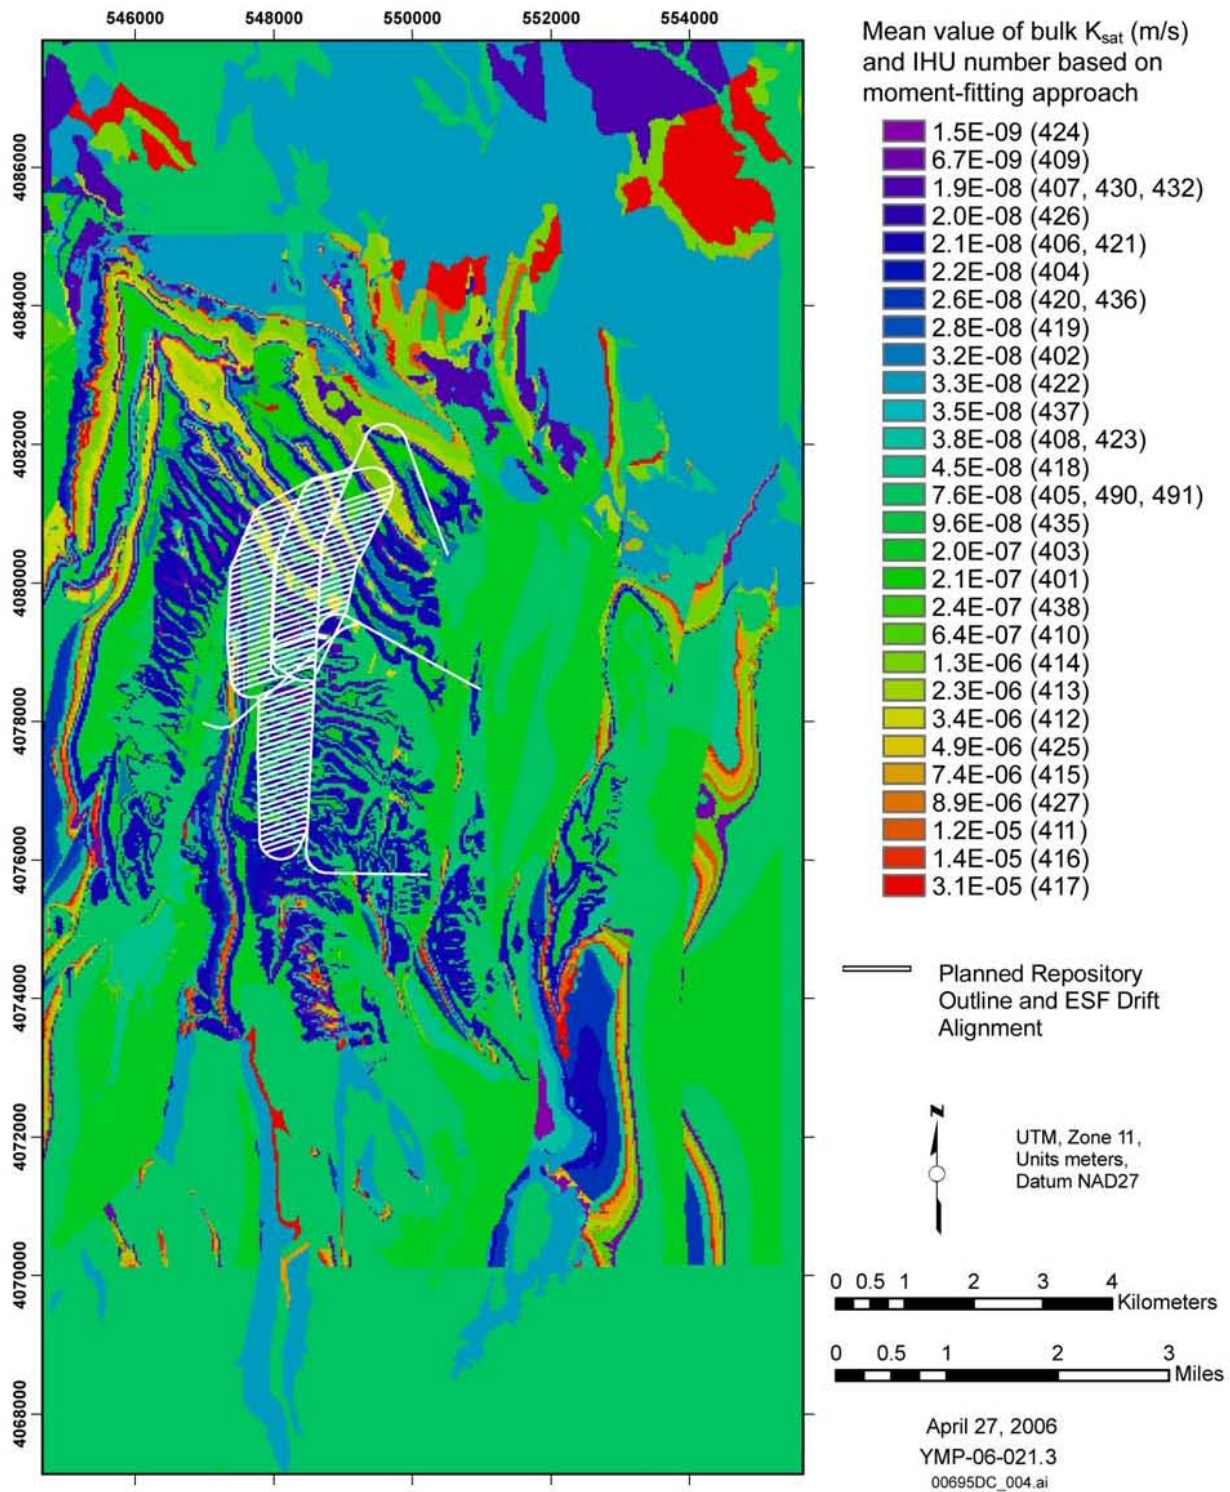 546000 548000 550000 552000 554000
4086000
4084000
4082000
4080000
4078000
4076000
4074000
4072000
4070000
4068000
Mean value of bulk Ksat (m/s)
and IHU number based on
moment-fitting approach
1.5E-09 (424)
6.7E-09 (409)
1.9E-08 (407, 430, 432)
2.0E-08 (426)
2.1E-08 (406, 421)
2.2E-08 (404)
2.6E-08 (420, 436)
2.8E-08 (419)
3.2E-08 (402)
3.3E-08 (422)
3.5E-08 (437)
3.8E-08 (408, 423)
4.5E-08 (418)
7.6E-08 (405, 490, 491)
9.6E-08 (435)
2.0E-07 (403)
2.1E-07 (401)
2.4E-07 (438)
6.4E-07 (410)
1.3E-06 (414)
2.3E-06 (413)
3.4E-06 (412)
4.9E-06 (425)
7.4E-06 (415)
8.9E-06 (427)
1.2E-05 (411)
1.4E-05 (416)
3.1E-05 (417)
Planned Repository
Outline and ESF Drift
Alignment
N
UTM, Zone 11,
Units meters,
Datum NAD27
0 0.5 1 2 3 4
Kilometers
0 0.5 1 2 3
Miles
April 27, 2006
YMP-06-021.3
00695DC_004.ai